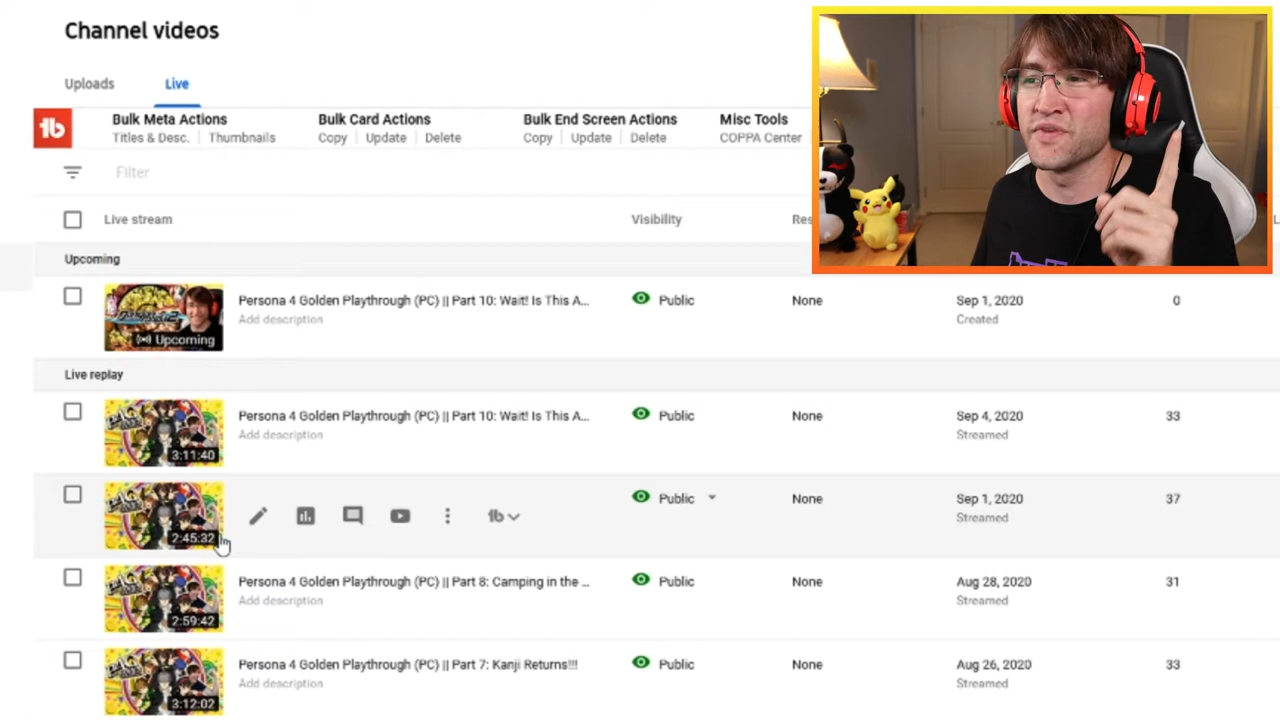 Channel videos
Uploads
Live
Bulk Meta Actions
Bulk Card Actions
Bulk End Screen Actions
Misc Tools
Titles & Desc. | Thumbnails
Copy | Update | Delete
Copy | Update | Delete
COPPA Center
Filter
Live stream
Visibility
Upcoming
Persona 4 Golden Playthrough (PC) || Part 10: Wait! Is This A...
Public
None
Sep 1, 2020
0
Add description
Created
Upcoming
Live replay
Persona 4 Golden Playthrough (PC) || Part 10: Wait! Is This A...
Public
None
Sep 4, 2020
33
Add description
Streamed
3:11:40
Public
None
Sep 1, 2020
37
Streamed
2:45:32
Persona 4 Golden Playthrough (PC) || Part 8: Camping in the ...
Public
None
Aug 28, 2020
31
Add description
Streamed
2:59:42
Persona 4 Golden Playthrough (PC) || Part 7: Kanji Returns!!!
Public
None
Aug 26, 2020
33
Add description
Streamed
3:12:02